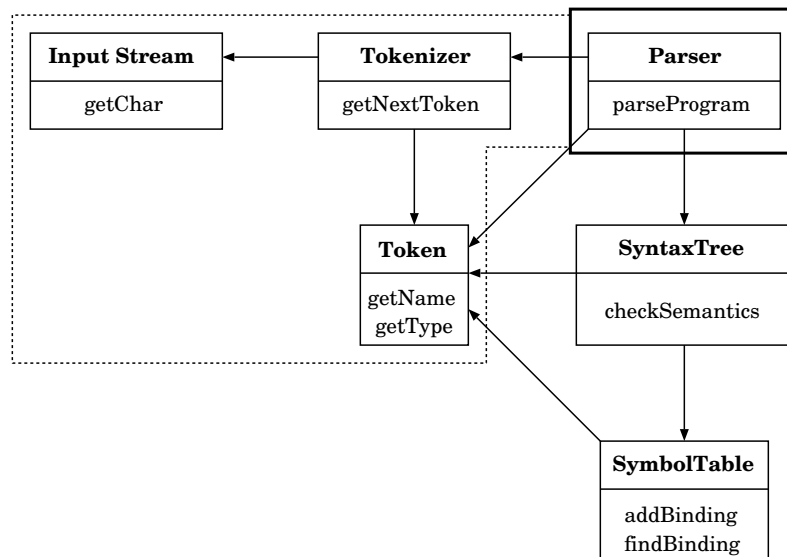 Input Stream
getChar
Tokenizer
getNextToken
Parser
parseProgram
Token
getName
getType
SyntaxTree
checkSemantics
SymbolTable
addBinding
findBinding